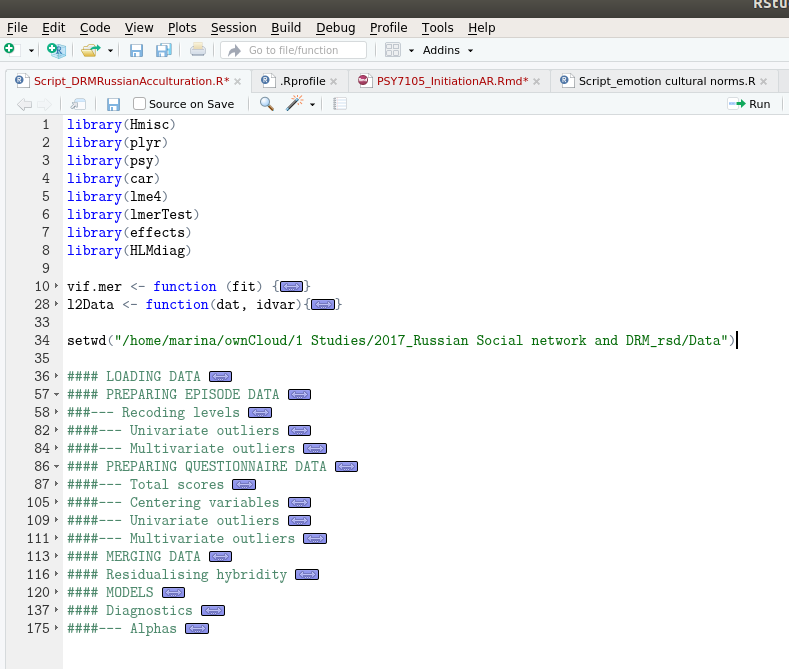 RStu
File Edit Code View Plots Session Build Debug Profile Tools Help
Go to file/function Addins
Script_DRMRussianAcculturation.R* .Rprofile PSY7105_InitiationAR.Rmd* Script_emotion cultural norms.R
Source on Save Run
1 library(Hmisc)
2 library(plyr)
3 library(psy)
4 library(car)
5 library(lme4)
6 library(lmerTest)
7 library(effects)
8 library(HLMdiag)
9
10 vif.mer <- function (fit) {}
28 l2Data <- function(dat, idvar){}
33
34 setwd("/home/marina/ownCloud/1 Studies/2017_Russian Social network and DRM_rsd/Data")
35
36 #### LOADING DATA
57 #### PREPARING EPISODE DATA
58 ###--- Recoding levels
82 ####--- Univariate outliers
84 ####--- Multivariate outliers
86 #### PREPARING QUESTIONNAIRE DATA
87 ####--- Total scores
105 ####--- Centering variables
109 ####--- Univariate outliers
111 ####--- Multivariate outliers
113 #### MERGING DATA
116 #### Residualising hybridity
120 #### MODELS
137 #### Diagnostics
175 ####--- Alphas